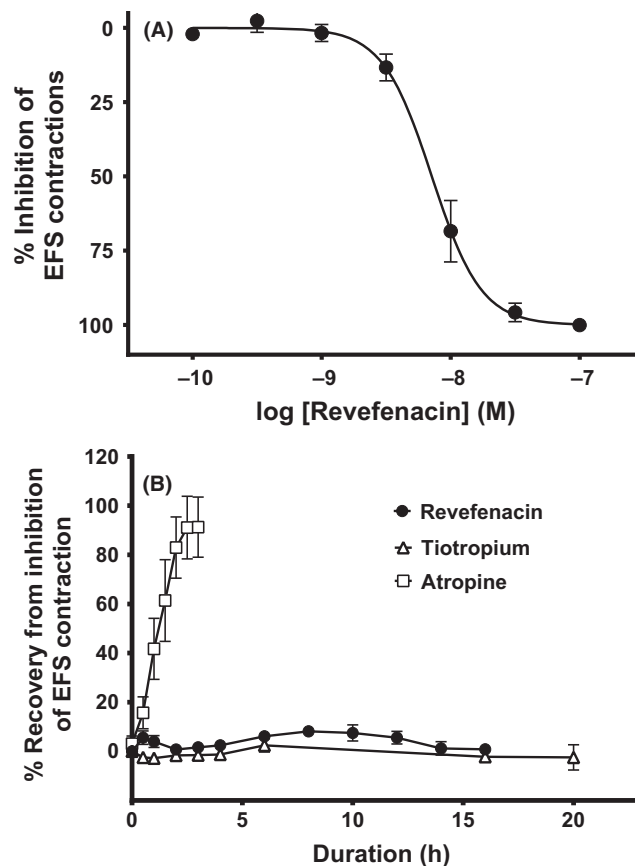 (A)
% Inhibition of
EFS contractions
0
25
50
75
100
–10
–9
–8
–7
log [Revefenacin] (M)
(B)
% Recovery from inhibition
of EFS contraction
120
100
80
60
40
20
0
Revefenacin
Tiotropium
Atropine
0
5
10
15
20
Duration (h)